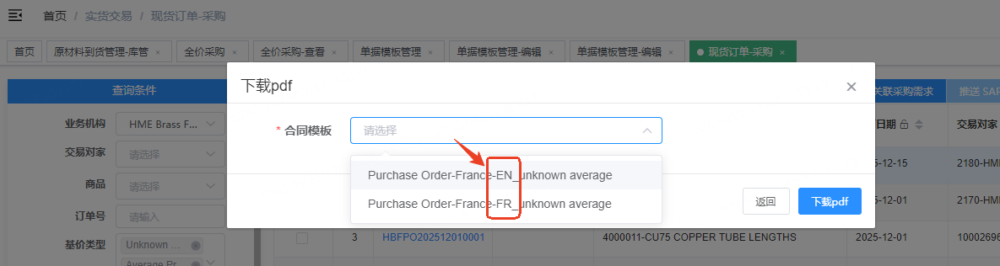 首页 / 实货交易 / 现货订单-采购
首页 原材料到货管理-库管 × 全价采购 × 全价采购-查看 × 单据模板管理 × 单据模板管理-编辑 × 单据模板管理-编辑 × 现货订单-采购 ×
查询条件
关联采购需求 推送 SAP
下载pdf
业务机构 HME Brass F...
* 合同模板 请选择
日期 交易对家
交易对家 请选择
-12-15 2180-HM
Purchase Order-France-EN_unknown average
商品 请选择
Purchase Order-France-FR_unknown average
返回 下载pdf
5-12-01 2170-HM
订单号 请输入
3 HBFPO202512010001 4000011-CU75 COPPER TUBE LENGTHS 2025-12-01 10002696
基价类型 Unknown ...
Average Pr...